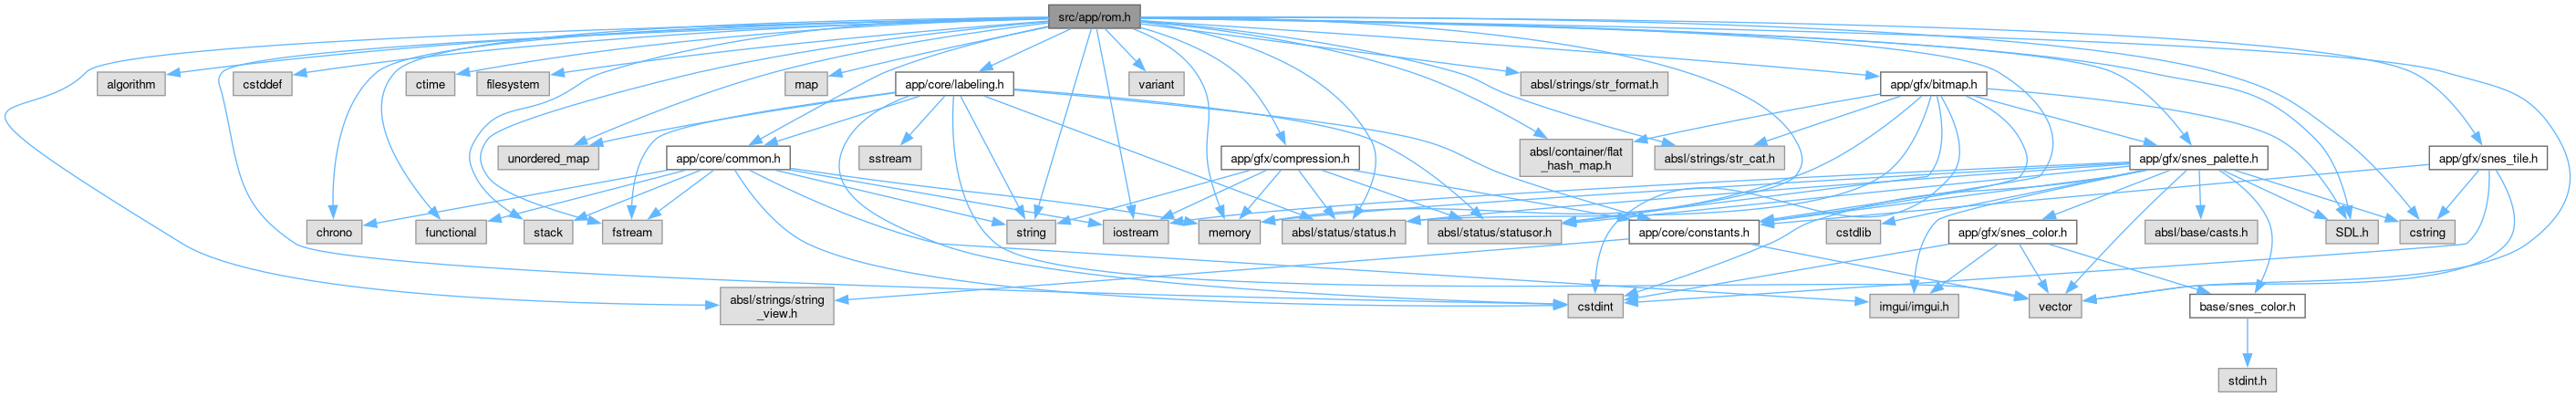 src/app/rom.h
algorithm
cstddef
ctime
filesystem
map
app/core/labeling.h
variant
absl/strings/str_format.h
app/gfx/bitmap.h
unordered_map
app/core/common.h
sstream
app/gfx/compression.h
absl/container/flat
_hash_map.h
absl/strings/str_cat.h
app/gfx/snes_palette.h
app/gfx/snes_tile.h
chrono
functional
stack
fstream
string
iostream
memory
absl/status/status.h
absl/status/statusor.h
app/core/constants.h
cstdlib
app/gfx/snes_color.h
absl/base/casts.h
SDL.h
cstring
absl/strings/string
_view.h
cstdint
imgui/imgui.h
vector
base/snes_color.h
stdint.h